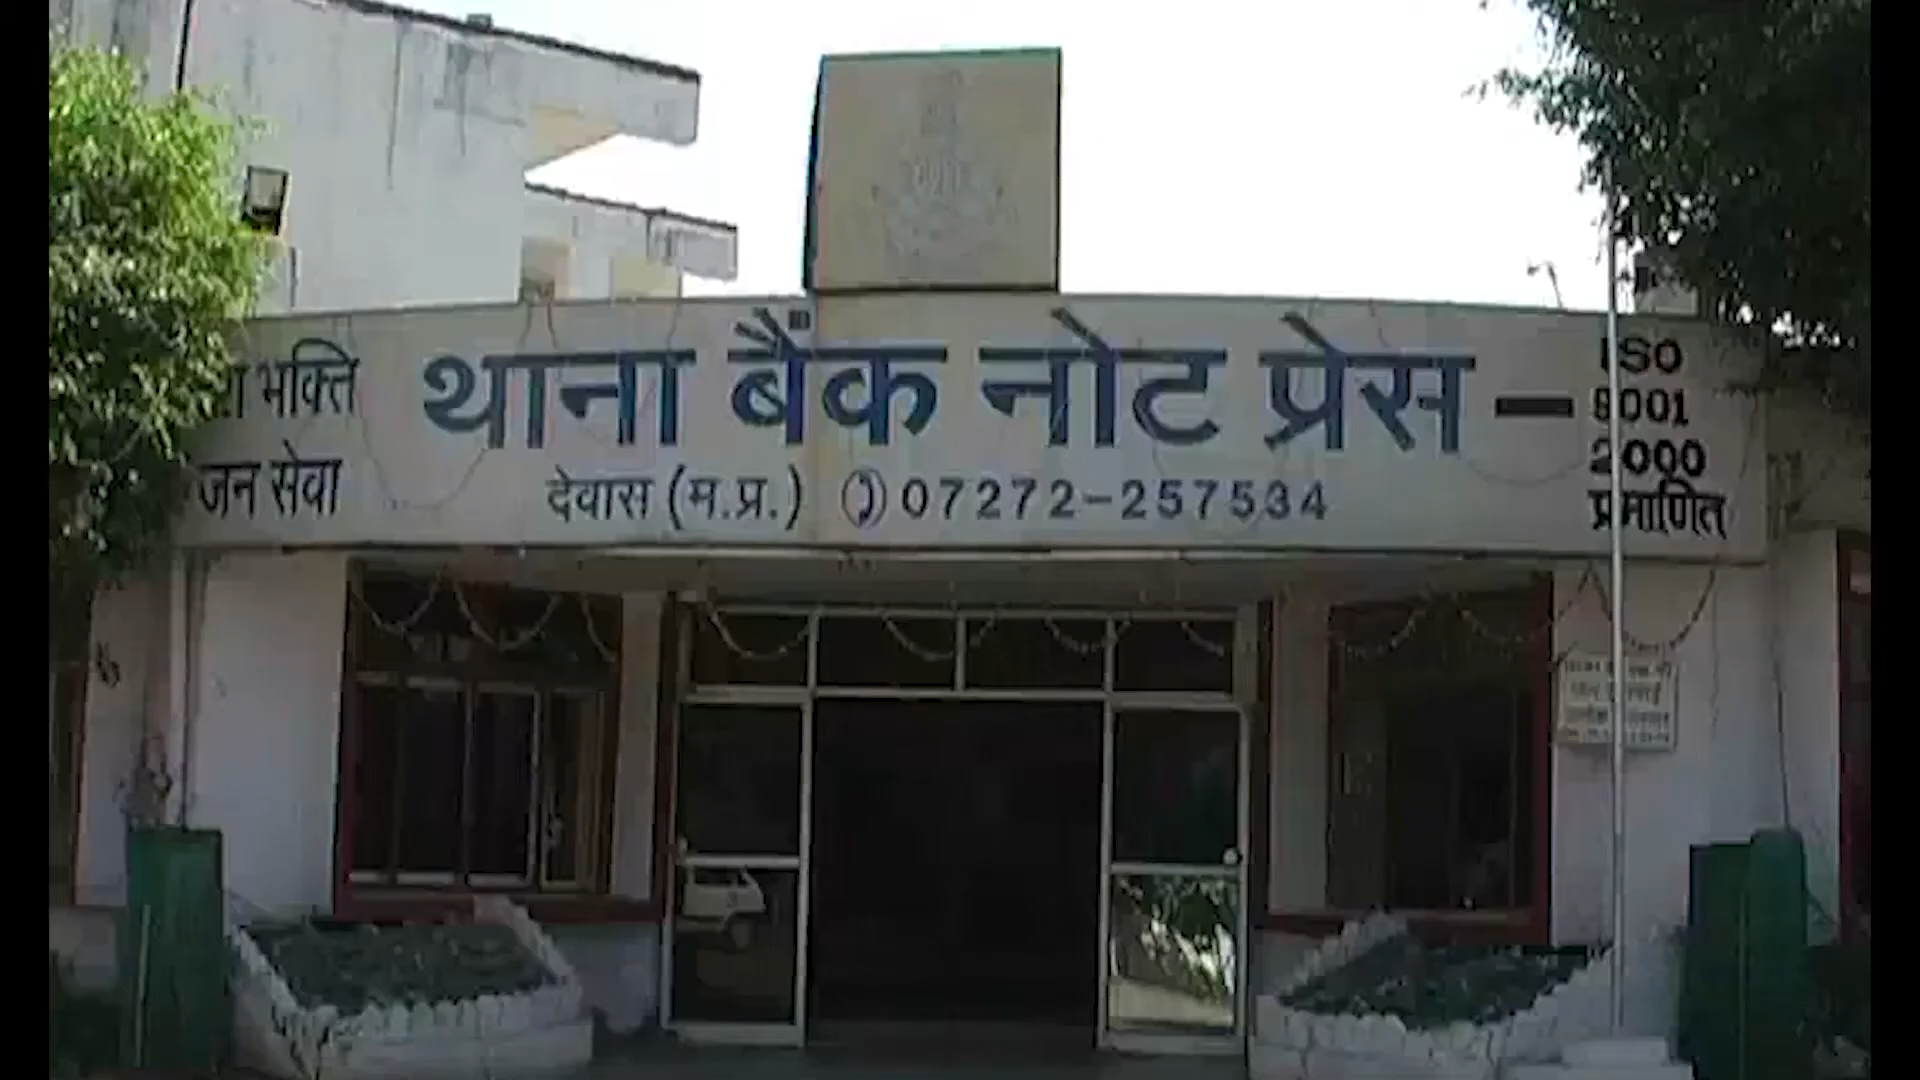 भक्ति
जन सेवा
थाना बैंक नोट प्रेस –
देवास (म.प्र.) 07272-257534
ISO
9001
2000
प्रमाणित्